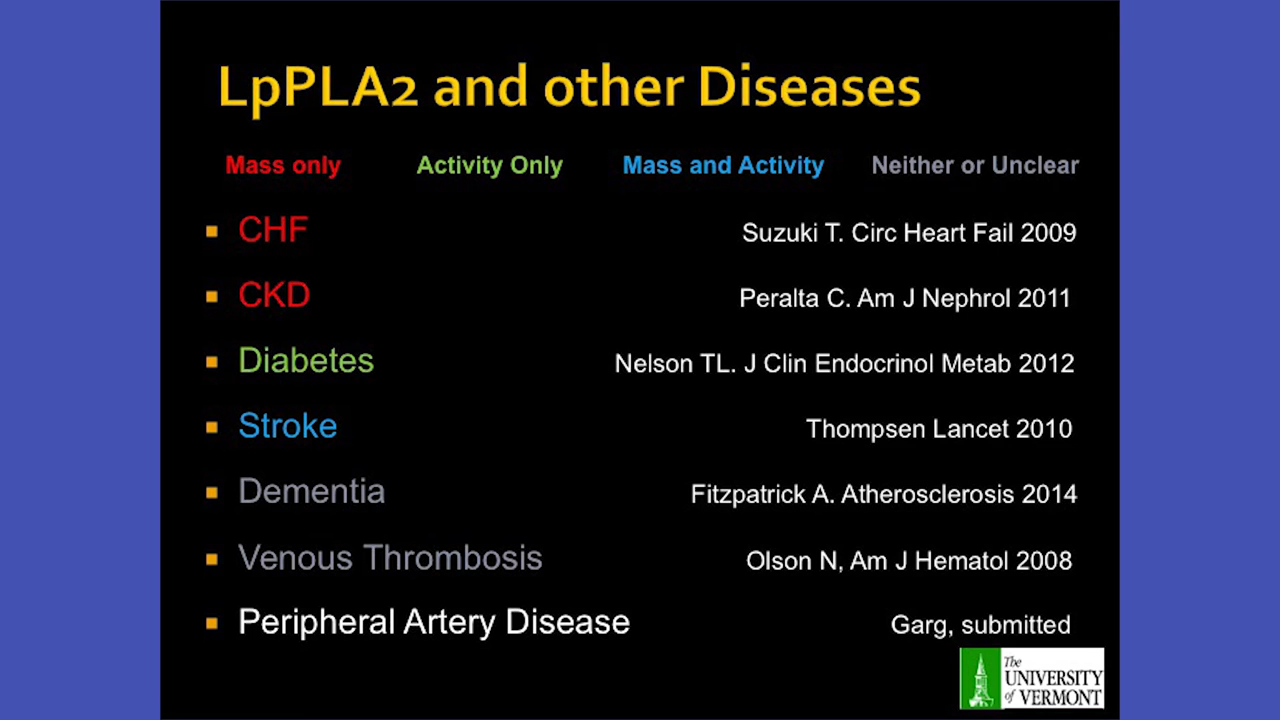 LpPLA2 and other Diseases
Mass only Activity Only Mass and Activity Neither or Unclear
CHF Suzuki T. Circ Heart Fail 2009
CKD Peralta C. Am J Nephrol 2011
Diabetes Nelson TL. J Clin Endocrinol Metab 2012
Stroke Thompsen Lancet 2010
Dementia Fitzpatrick A. Atherosclerosis 2014
Venous Thrombosis Olson N, Am J Hematol 2008
Peripheral Artery Disease Garg, submitted
The
UNIVERSITY
of VERMONT